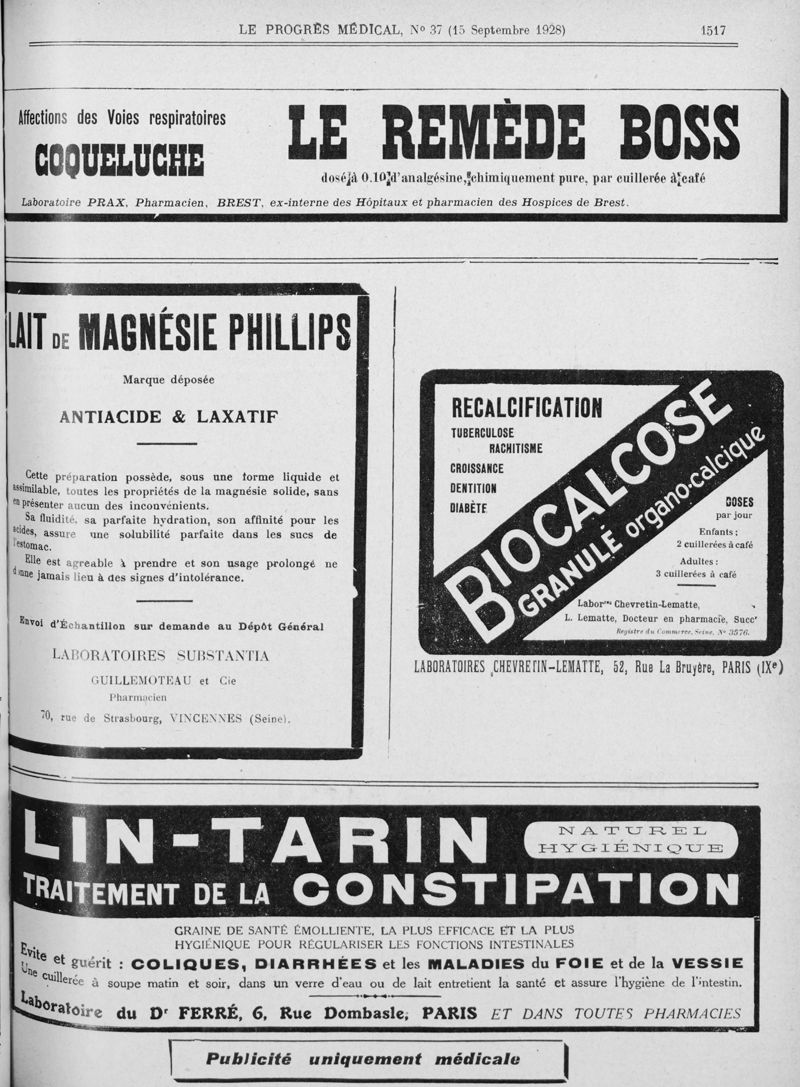 LE PROGRÈS MÉDICAL, No 37 (15 Septembre 1928)
1517
Affections des Voies respiratoires
COQUELUCHE
LE REMÈDE BOSS
dosé à 0.10 d'analgésine, chimiquement pure, par cuillerée à café
Laboratoire PRAX, Pharmacien, BREST, ex-interne des Hôpitaux et pharmacien des Hospices de Brest.
LAIT DE MAGNÉSIE PHILLIPS
Marque déposée
ANTIACIDE & LAXATIF
Cette préparation possède, sous une forme liquide et
assimilable, toutes les propriétés de la magnésie solide, sans
en présenter aucun des inconvénients.
Sa fluidité, sa parfaite hydration, son affinité pour les
acides, assure une solubilité parfaite dans les sucs de
l'estomac.
Elle est agreable à prendre et son usage prolongé ne
donne jamais lieu à des signes d'intolérance.
Envoi d'Échantillon sur demande au Dépôt Général
LABORATOIRES SUBSTANTIA
GUILLEMOTEAU et Cie
Pharmacien
70, rue de Strasbourg, VINCENNES (Seine).
RECALCIFICATION
TUBERCULOSE
RACHITISME
CROISSANCE
DENTITION
DIABÈTE
BIOCALCOSE
GRANULÉ organo-calcique
DOSES
par jour
Enfants:
2 cuillerées à café
Adultes:
3 cuillerées à café
Laborres Chevretin-Lematte,
L. Lematte, Docteur en pharmacie, Succr
Registre du Commerce, Seine, No 3576.
LABORATOIRES CHEVRETIN-LEMATTE, 52, Rue La Bruyère, PARIS (IXe)
LIN-TARIN
NATUREL
HYGIÉNIQUE
TRAITEMENT DE LA CONSTIPATION
GRAINE DE SANTÉ ÉMOLLIENTE, LA PLUS EFFICACE ET LA PLUS
HYGIÉNIQUE POUR RÉGULARISER LES FONCTIONS INTESTINALES
Evite et guérit : COLIQUES, DIARRHÉES et les MALADIES du FOIE et de la VESSIE
Une cuillerée à soupe matin et soir, dans un verre d'eau ou de lait entretient la santé et assure l'hygiène de l'intestin.
Laboratoire du Dr FERRÉ, 6, Rue Dombasle, PARIS ET DANS TOUTES PHARMACIES
Publicité uniquement médicale